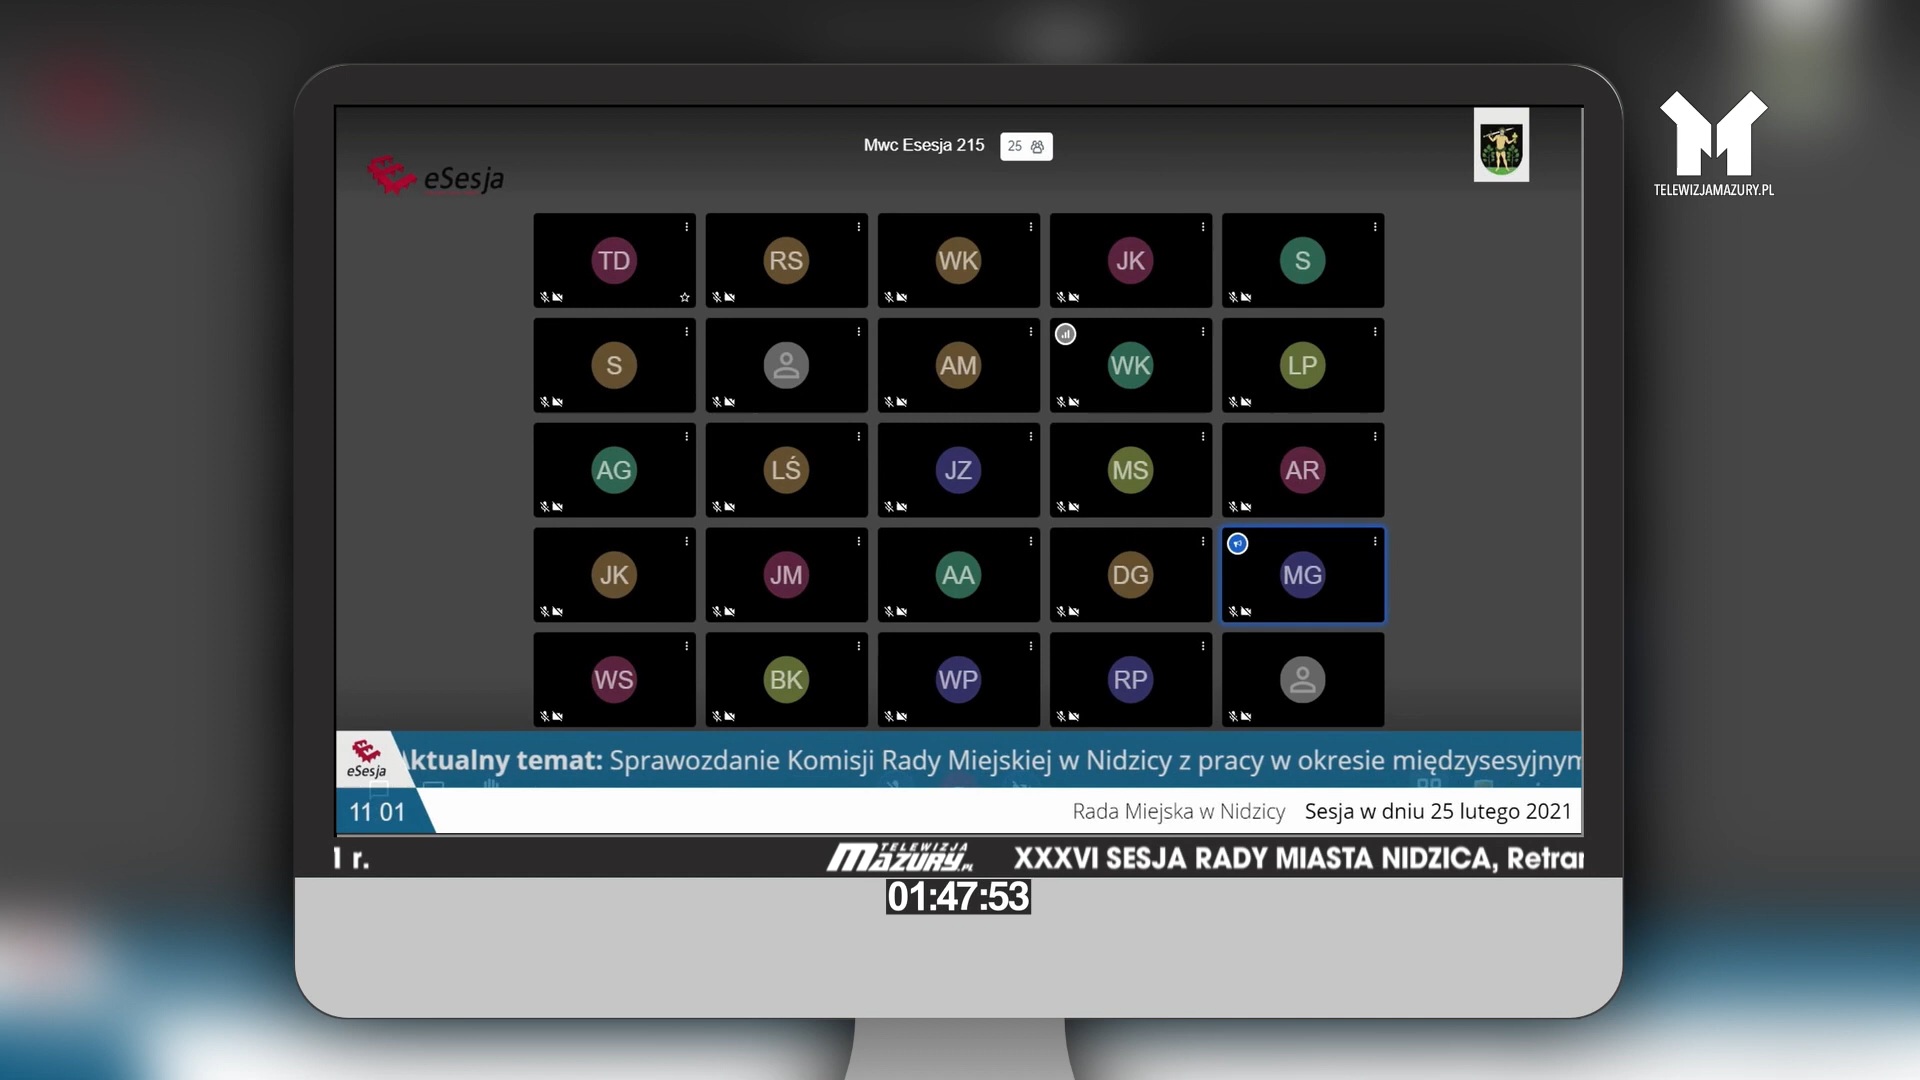 Mwc Esesja 215 25
eSesja
TELEWIZJAMAZURY.PL
TD RS WK JK S
S AM WK LP
AG LŚ JZ MS AR
JK JM AA DG MG
WS BK WP RP
eSesja
Aktualny temat: Sprawozdanie Komisji Rady Miejskiej w Nidzicy z pracy w okresie międzysesyjnym
11 01
Rada Miejska w Nidzicy Sesja w dniu 25 lutego 2021
1 r. TELEWIZJA MAZURY.PL XXXVI SESJA RADY MIASTA NIDZICA, Retran
01:47:53